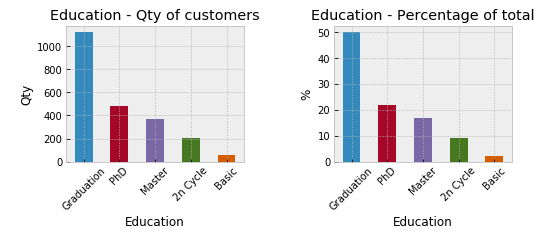 Education - Qty of customers
1000
800
600
400
200
0
Qty
Graduation
PhD
Master
2n Cycle
Basic
Education
Education - Percentage of total
50
40
30
20
10
0
%
Graduation
PhD
Master
2n Cycle
Basic
Education